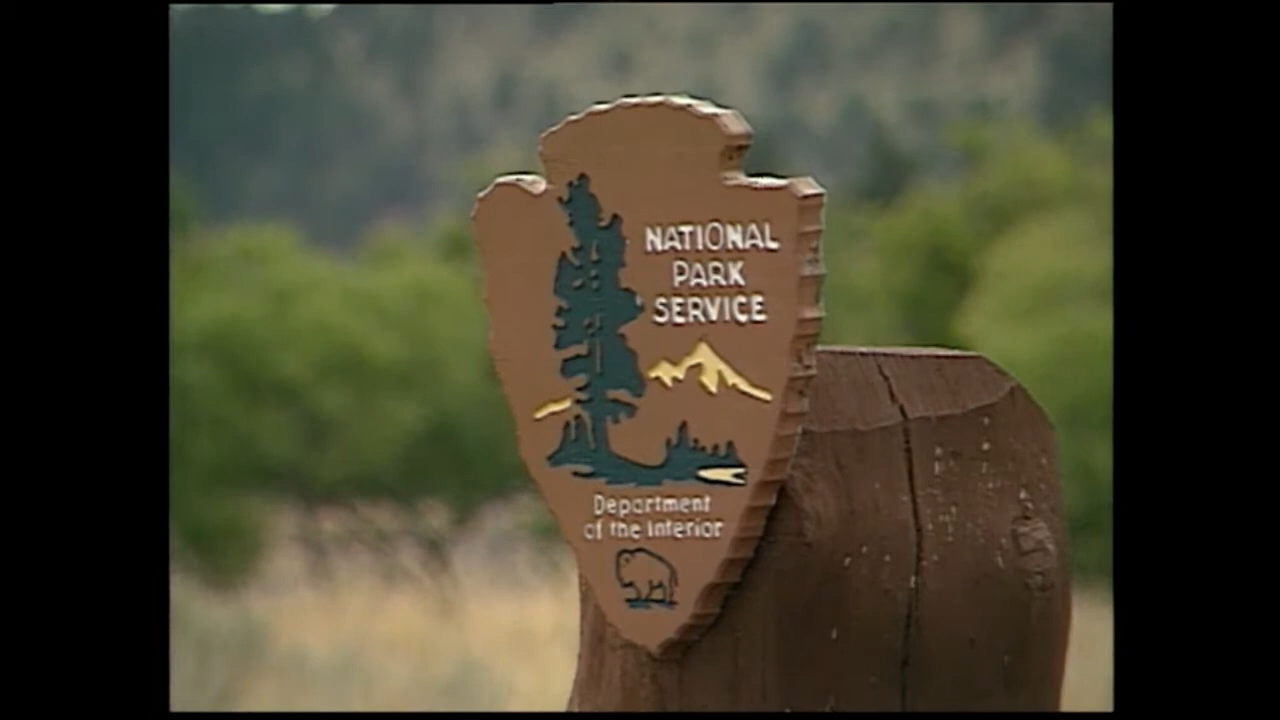 NATIONAL
PARK
SERVICE
Department
of the Interior